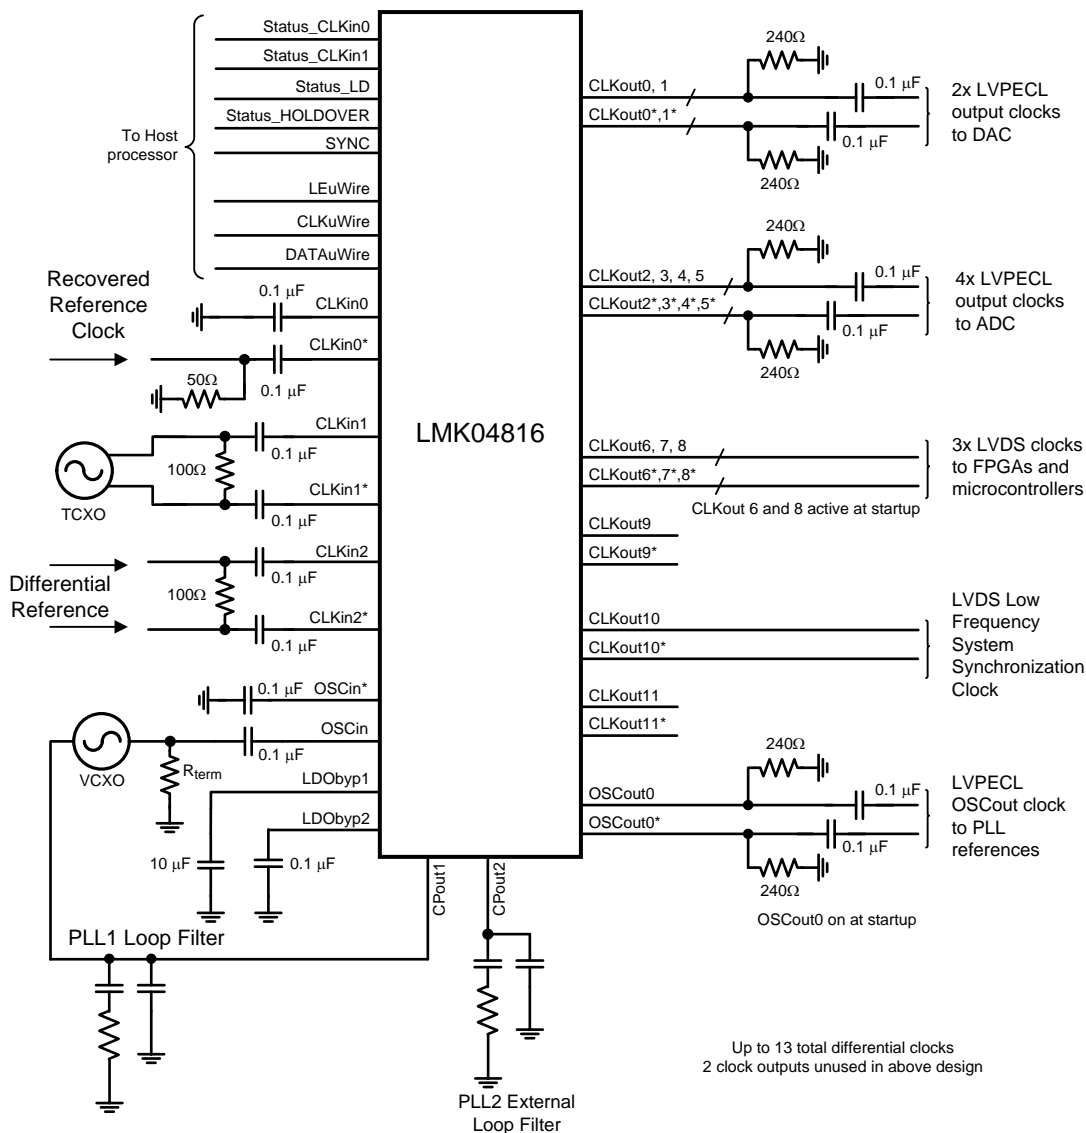 Status_CLKin0
Status_CLKin1
Status_LD
Status_HOLDOVER
SYNC
To Host
processor
LEuWire
CLKuWire
DATAuWire
Recovered
Reference
Clock
0.1 µF
CLKin0
CLKin0*
50Ω
0.1 µF
CLKin1
0.1 µF
100Ω
CLKin1*
0.1 µF
TCXO
CLKin2
0.1 µF
Differential
Reference
100Ω
CLKin2*
0.1 µF
0.1 µF
OSCin*
OSCin
0.1 µF
VCXO
Rterm
LDObyp1
LDObyp2
10 µF
0.1 µF
PLL1 Loop Filter
CPout1
CPout2
PLL2 External
Loop Filter
LMK04816
240Ω
CLKout0, 1
0.1 µF
CLKout0*,1*
0.1 µF
240Ω
2x LVPECL
output clocks
to DAC
240Ω
CLKout2, 3, 4, 5
0.1 µF
CLKout2*,3*,4*,5*
0.1 µF
240Ω
4x LVPECL
output clocks
to ADC
CLKout6, 7, 8
CLKout6*,7*,8*
CLKout 6 and 8 active at startup
3x LVDS clocks
to FPGAs and
microcontrollers
CLKout9
CLKout9*
CLKout10
CLKout10*
LVDS Low
Frequency
System
Synchronization
Clock
CLKout11
CLKout11*
240Ω
OSCout0
0.1 µF
OSCout0*
0.1 µF
240Ω
LVPECL
OSCout clock
to PLL
references
OSCout0 on at startup
Up to 13 total differential clocks
2 clock outputs unused in above design